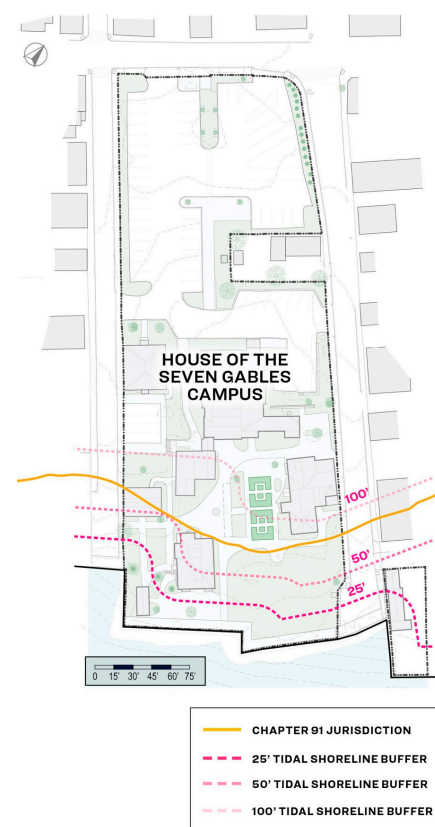 HOUSE OF THE
SEVEN GABLES
CAMPUS
100'
50'
25'
0 15' 30' 45' 60' 75'
CHAPTER 91 JURISDICTION
25' TIDAL SHORELINE BUFFER
50' TIDAL SHORELINE BUFFER
100' TIDAL SHORELINE BUFFER